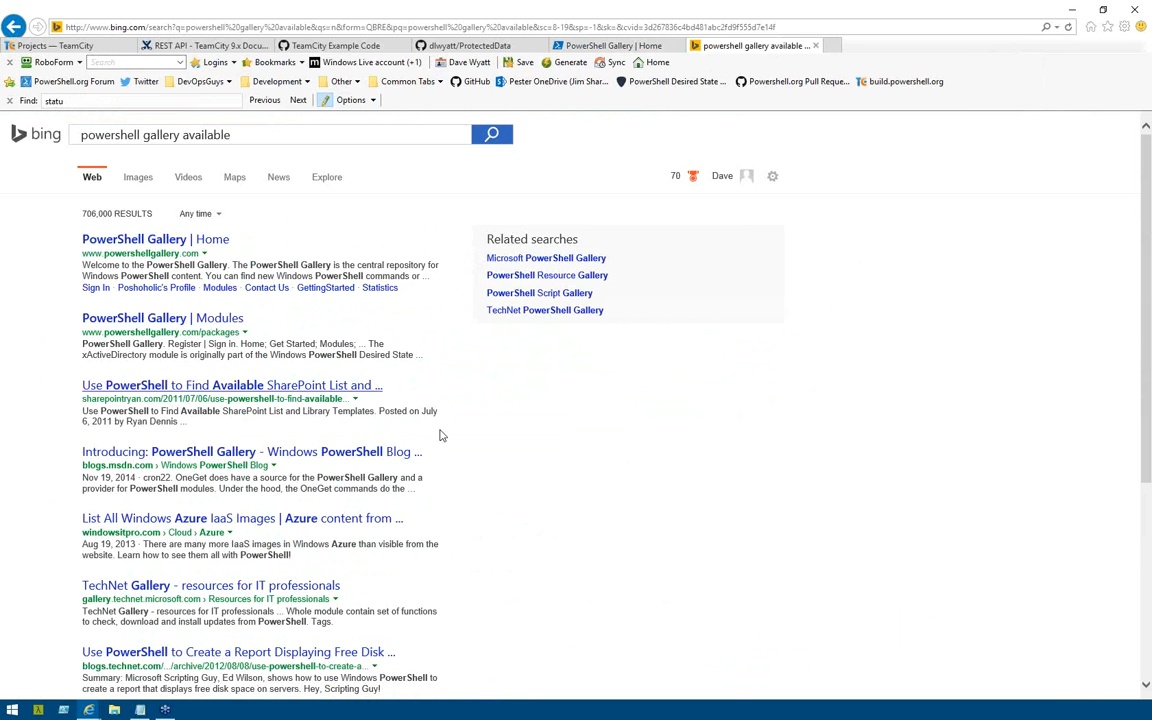 http://www.bing.com/search?q=powershell%20gallery%20available&qs=n&form=QBRE&pq=powershell%20gallery%20available&sc=8-19&sp=-1&sk=&cvid=3d267836c4bd481abc2fd9f555d7e14f
Projects — TeamCity
REST API - TeamCity 9.x Docu...
TeamCity Example Code
dlwyatt/ProtectedData
PowerShell Gallery | Home
powershell gallery available ...
RoboForm
Search
Logins
Bookmarks
Windows Live account (+1)
Dave Wyatt
Save
Generate
Sync
Home
PowerShell.org Forum
Twitter
DevOpsGuys
Development
Other
Common Tabs
GitHub
Pester OneDrive (Jim Shar...
PowerShell Desired State ...
Powershell.org Pull Reque...
build.powershell.org
Find: statu
Previous
Next
Options
bing
powershell gallery available
Web
Images
Videos
Maps
News
Explore
70
Dave
706,000 RESULTS
Any time
PowerShell Gallery | Home
www.powershellgallery.com
Welcome to the PowerShell Gallery. The PowerShell Gallery is the central repository for
Windows PowerShell content. You can find new Windows PowerShell commands or ...
Sign In · Poshoholic's Profile · Modules · Contact Us · GettingStarted · Statistics
PowerShell Gallery | Modules
www.powershellgallery.com/packages
PowerShell Gallery. Register | Sign in. Home; Get Started; Modules; ... The
xActiveDirectory module is originally part of the Windows PowerShell Desired State ...
Use PowerShell to Find Available SharePoint List and ...
sharepointryan.com/2011/07/06/use-powershell-to-find-available...
Use PowerShell to Find Available SharePoint List and Library Templates. Posted on July
6, 2011 by Ryan Dennis ...
Introducing: PowerShell Gallery - Windows PowerShell Blog ...
blogs.msdn.com › Windows PowerShell Blog
Nov 19, 2014 · cron22. OneGet does have a source for the PowerShell Gallery and a
provider for PowerShell modules. Under the hood, the OneGet commands do the ...
List All Windows Azure IaaS Images | Azure content from ...
windowsitpro.com › Cloud › Azure
Aug 19, 2013 · There are many more IaaS images in Windows Azure than visible from the
website. Learn how to see them all with PowerShell!
TechNet Gallery - resources for IT professionals
gallery.technet.microsoft.com › Resources for IT professionals
TechNet Gallery - resources for IT professionals ... Whole module contain set of functions
to check, download and install updates from PowerShell. Tags.
Use PowerShell to Create a Report Displaying Free Disk ...
blogs.technet.com/.../archive/2012/08/08/use-powershell-to-create-a...
Summary: Microsoft Scripting Guy, Ed Wilson, shows how to use Windows PowerShell to
create a report that displays free disk space on servers. Hey, Scripting Guy!
Related searches
Microsoft PowerShell Gallery
PowerShell Resource Gallery
PowerShell Script Gallery
TechNet PowerShell Gallery